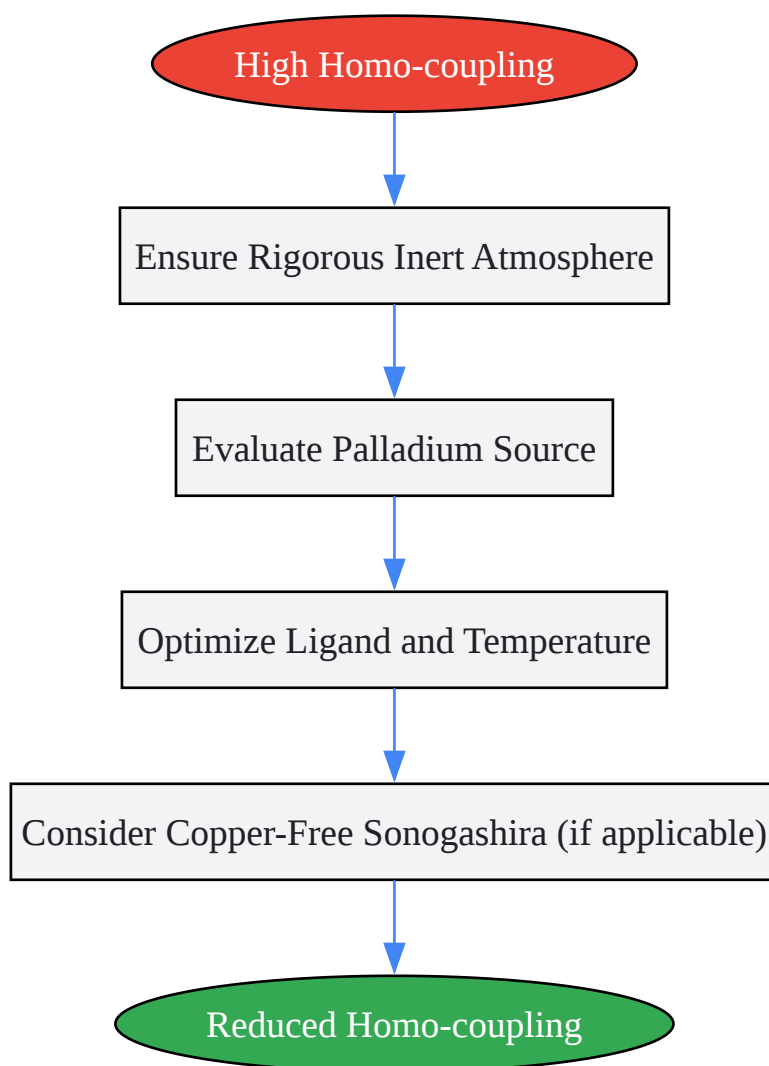 High Homo-coupling
Ensure Rigorous Inert Atmosphere
Evaluate Palladium Source
Optimize Ligand and Temperature
Consider Copper-Free Sonogashira (if applicable)
Reduced Homo-coupling